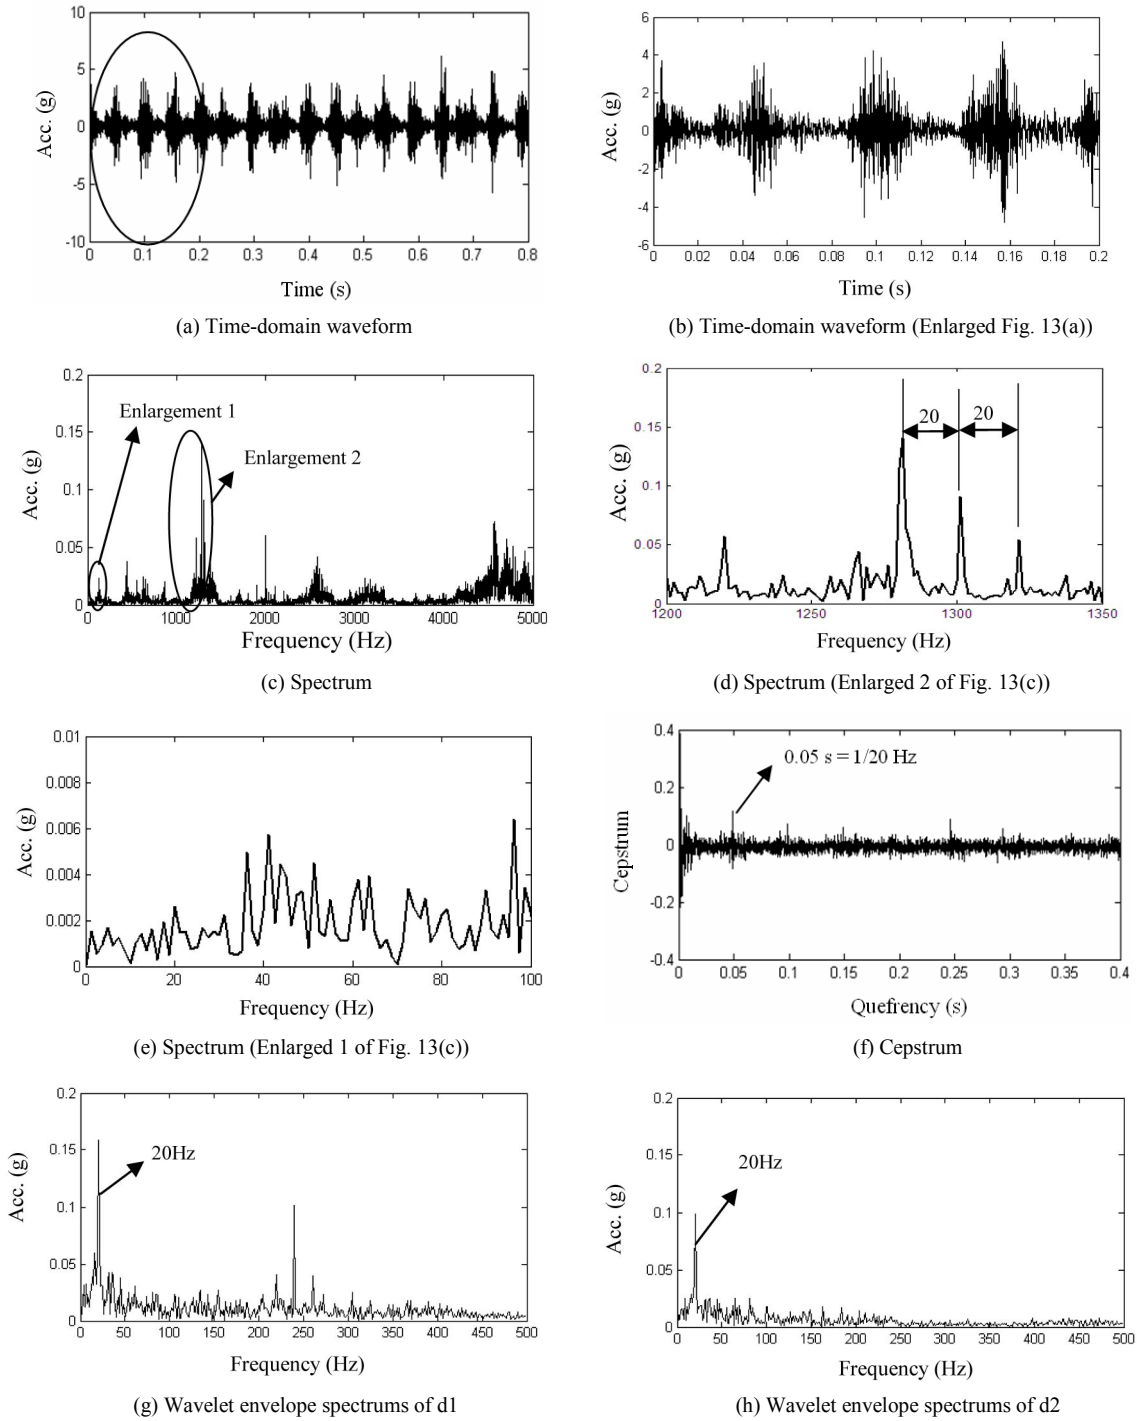 10
5
0
-5
-10
Acc. (g)
0 0.1 0.2 0.3 0.4 0.5 0.6 0.7 0.8
Time (s)
(a) Time-domain waveform
6
4
2
0
-2
-4
-6
Acc. (g)
0 0.02 0.04 0.06 0.08 0.1 0.12 0.14 0.16 0.18 0.2
Time (s)
(b) Time-domain waveform (Enlarged Fig. 13(a))
0.2
0.15
0.1
0.05
0
Acc. (g)
Enlargement 1
Enlargement 2
0 1000 2000 3000 4000 5000
Frequency (Hz)
(c) Spectrum
0.2
0.15
0.1
0.05
0
Acc. (g)
20 20
1200 1250 1300 1350
Frequency (Hz)
(d) Spectrum (Enlarged 2 of Fig. 13(c))
0.01
0.008
0.006
0.004
0.002
0
Acc. (g)
0 20 40 60 80 100
Frequency (Hz)
(e) Spectrum (Enlarged 1 of Fig. 13(c))
0.4
0.2
0
-0.2
-0.4
Cepstrum
0.05 s = 1/20 Hz
0 0.05 0.1 0.15 0.2 0.25 0.3 0.35 0.4
Quefrency (s)
(f) Cepstrum
0.2
0.15
0.1
0.05
0
Acc. (g)
20Hz
0 50 100 150 200 250 300 350 400 450 500
Frequency (Hz)
(g) Wavelet envelope spectrums of d1
0.2
0.15
0.1
0.05
0
Acc. (g)
20Hz
0 50 100 150 200 250 300 350 400 450 500
Frequency (Hz)
(h) Wavelet envelope spectrums of d2